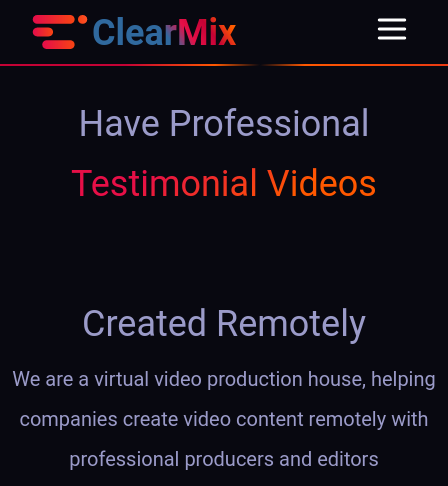 ClearMix
Have Professional
Testimonial Videos
Created Remotely
We are a virtual video production house, helping
companies create video content remotely with
professional producers and editors